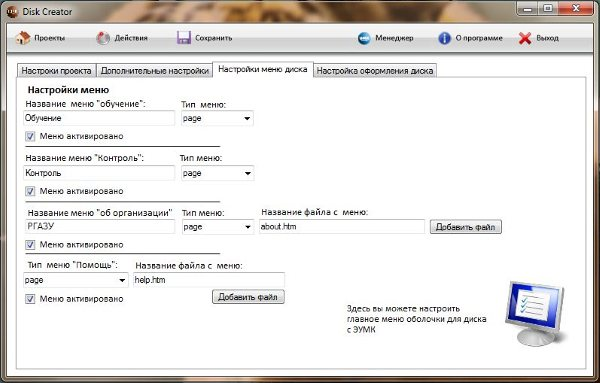 Disk Creator
Проекты Действия Сохранить Менеджер О программе Выход
Настроки проекта Дополнительные настройки Настройки меню диска Настройка оформления диска
Настройки меню
Название меню "обучение": Тип меню:
Обучение page
Меню активировано
Название меню "Контроль": Тип меню:
Контроль page
Меню активировано
Название меню "об организации" Тип меню: Название файла с меню:
РГАЗУ page about.htm Добавить файл
Меню активировано
Тип меню "Помощь": Название файла с меню:
page help.htm
Меню активировано Добавить файл
Здесь вы можете настроить
главное меню оболочки для диска
с ЭУМК